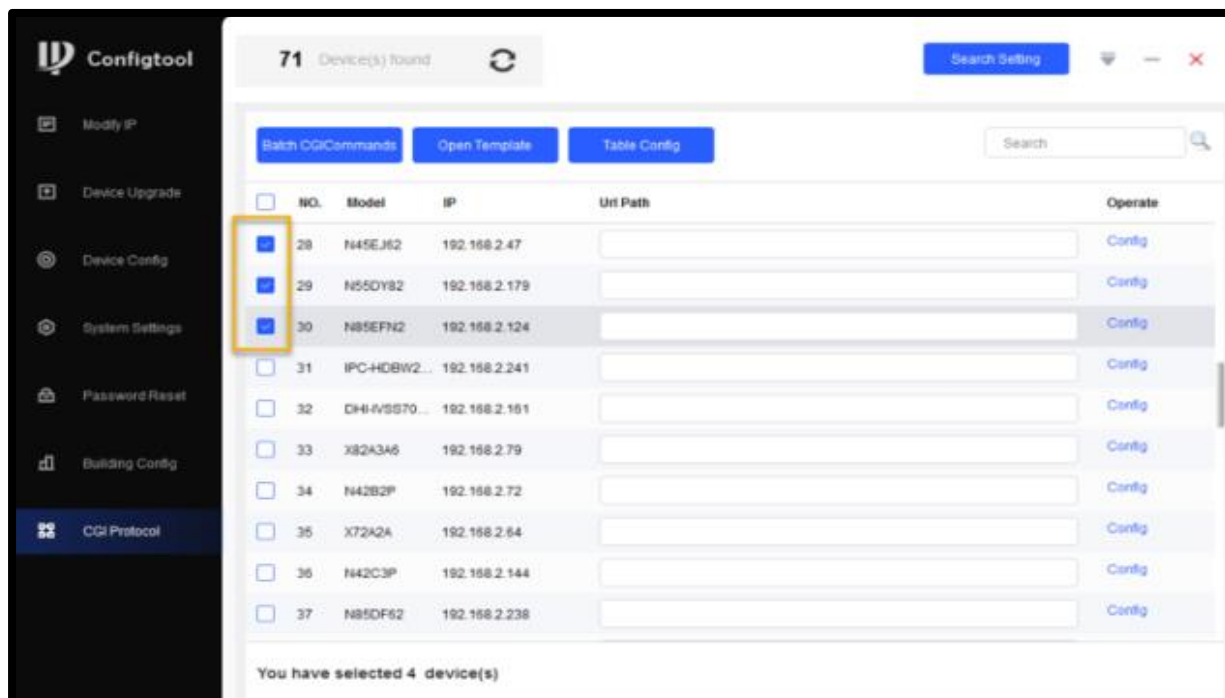 Configtool
71 Device(s) found
Search Setting
Modify IP
Device Upgrade
Device Config
System Settings
Password Reset
Building Config
CGI Protocol
Batch CGICommands Open Template Table Config Search
NO. Model IP Url Path Operate
28 N45EJ62 192.168.2.47 Config
29 N55DY82 192.168.2.179 Config
30 N85EFN2 192.168.2.124 Config
31 IPC-HDBW2... 192.168.2.241 Config
32 DHI-IVSS70... 192.168.2.161 Config
33 X82A3A6 192.168.2.79 Config
34 N42B2P 192.168.2.72 Config
35 X72A2A 192.168.2.64 Config
36 N42C3P 192.168.2.144 Config
37 N85DF62 192.168.2.238 Config
You have selected 4 device(s)